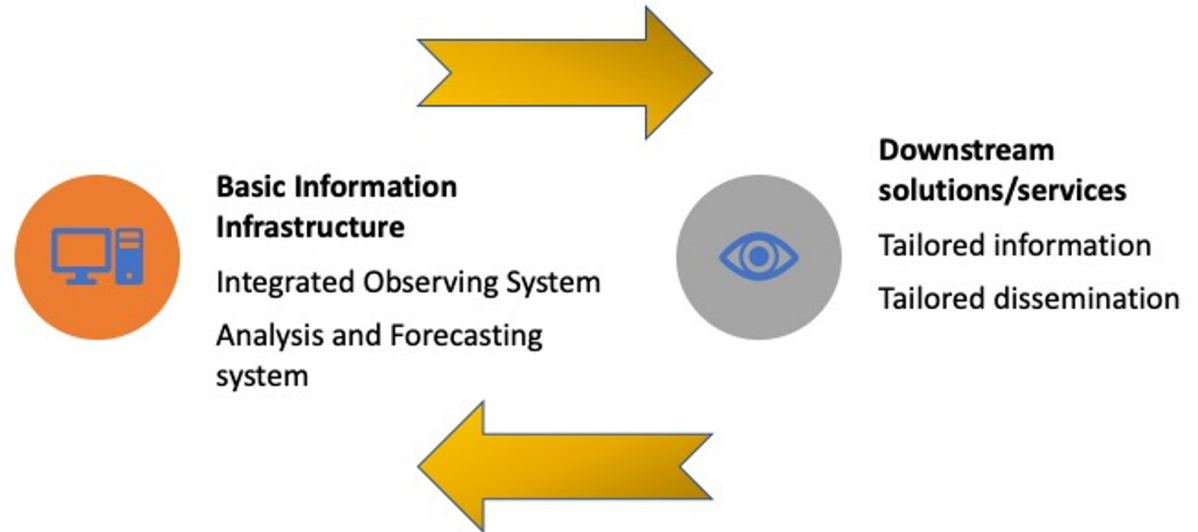 Basic Information
Infrastructure
Integrated Observing System
Analysis and Forecasting
system
Downstream
solutions/services
Tailored information
Tailored dissemination